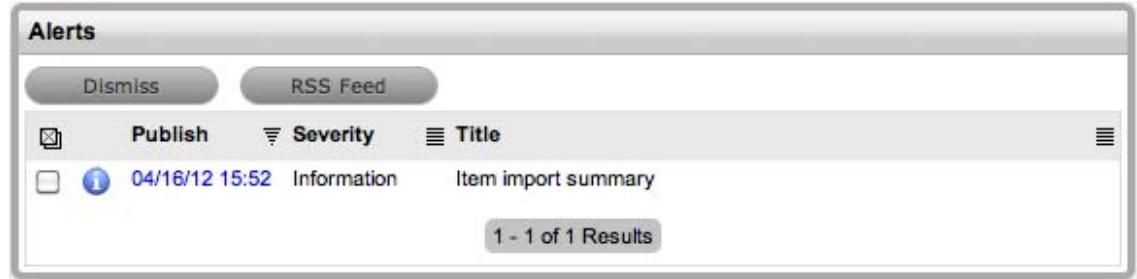 Alerts
Dismiss RSS Feed
Publish Severity Title
04/16/12 15:52 Information Item import summary
1 - 1 of 1 Results